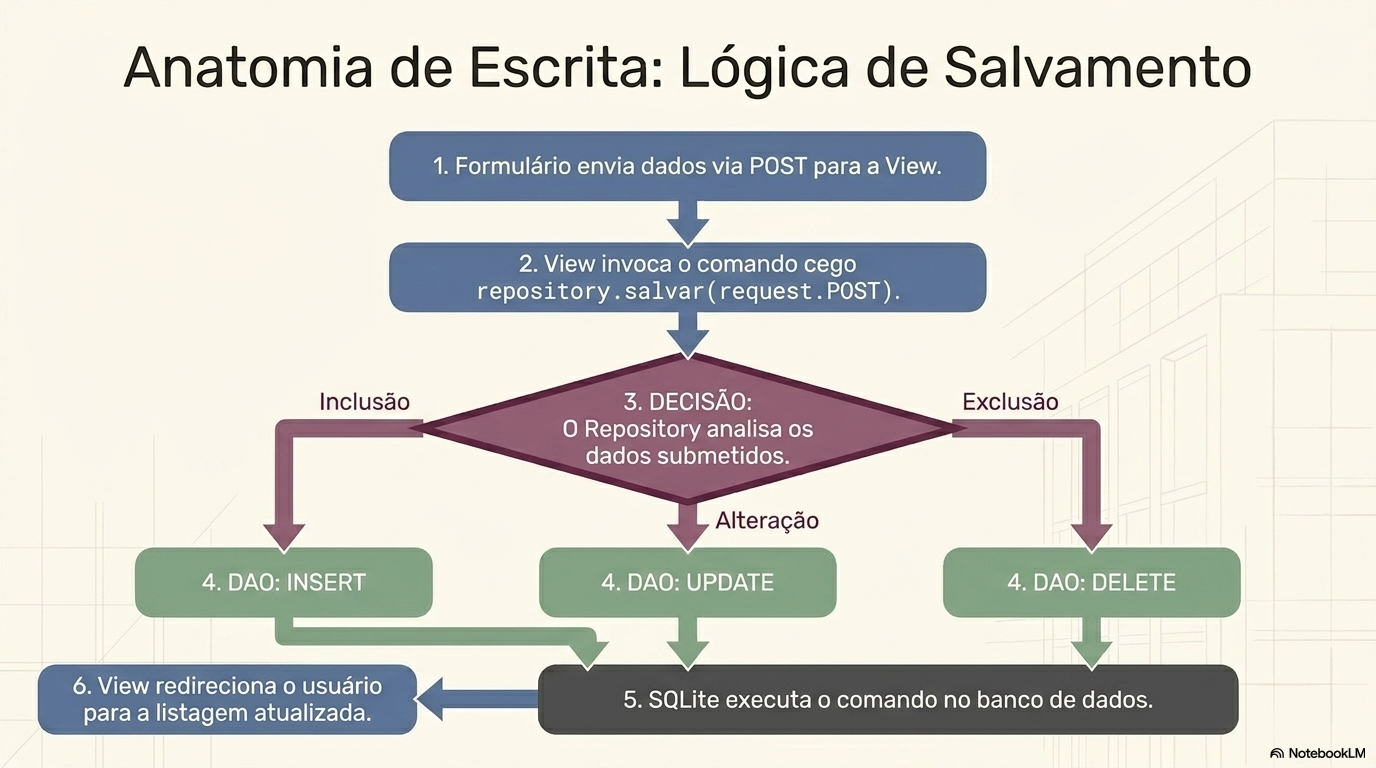 Anatomia de Escrita: Lógica de Salvamento
1. Formulário envia dados via POST para a View.
2. View invoca o comando cego
repository.salvar(request.POST).
Inclusão
3. DECISÃO:
O Repository analisa os
dados submetidos.
Exclusão
Alteração
4. DAO: INSERT
4. DAO: UPDATE
4. DAO: DELETE
6. View redireciona o usuário
para a listagem atualizada.
5. SQLite executa o comando no banco de dados.
NotebookLM